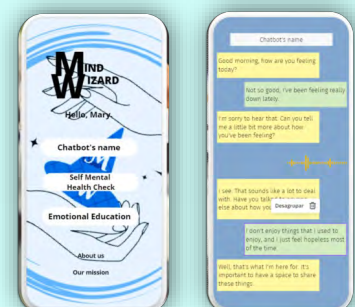 MIND
WIZARD
Hello, Mary.
Chatbot's name
Self Mental
Health Check
Emotional Education
About us
Our mission
Chatbot's name
Good morning, how are you feeling
today?
Not so good, I've been feeling really
down lately.
I'm sorry to hear that. Can you tell
me a little bit more about how
you've been feeling?
I see. That sounds like a lot to deal
with. Have you talked
else about how you
Desagrupar
I don't enjoy things that I used to
enjoy, and I just feel hopeless most
of the time.
Well, that's what I'm here for. It's
important to have a space to share
these things.